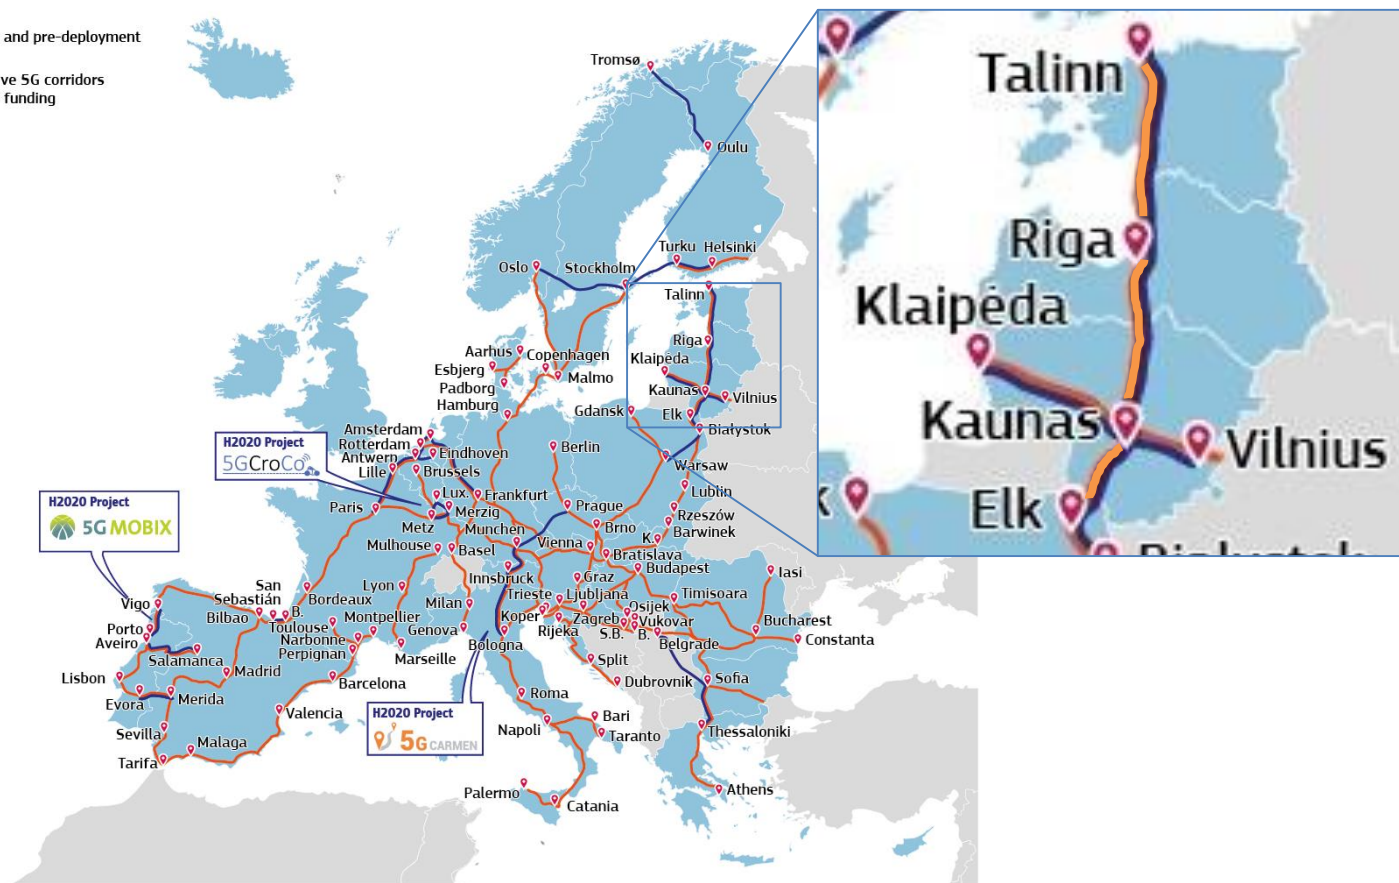 and pre-deployment
ve 5G corridors
funding
Tromsø
Oulu
Turku
Helsinki
Oslo
Stockholm
Talinn
Riga
Klaipėda
Kaunas
Vilnius
Elk
Białystok
Aarhus
Copenhagen
Esbjerg
Malmo
Padborg
Hamburg
Gdansk
Amsterdam
Rotterdam
Antwern
Eindhoven
Lille
Brussels
Berlin
Warsaw
H2020 Project
5GCroCo
Lux.
Frankfurt
Lublin
Paris
Merzig
Prague
Rzeszów
Metz
Munchen
Brno
Barwinek
Mulhouse
Basel
Vienna
K.
Bratislava
Budapest
Innsbruck
Graz
Iasi
H2020 Project
5G MOBIX
San
Sebastián
Bilbao
B.
Bordeaux
Lyon
Milan
Trieste
Ljubljana
Timisoara
Vigo
Toulouse
Montpellier
Koper
Osijek
Porto
Narbonne
Genova
Rijeka
Zagreb
Vukovar
Bucharest
Aveiro
Perpignan
Marseille
Bologna
S.B.
B.
Belgrade
Constanta
Salamanca
Madrid
Split
Lisbon
Barcelona
Dubrovnik
Sofia
Evora
Merida
Roma
Valencia
H2020 Project
5G CARMEN
Bari
Sevilla
Napoli
Taranto
Thessaloniki
Malaga
Tarifa
Palermo
Catania
Athens
Talinn
Riga
Klaipėda
Kaunas
Vilnius
k
Elk